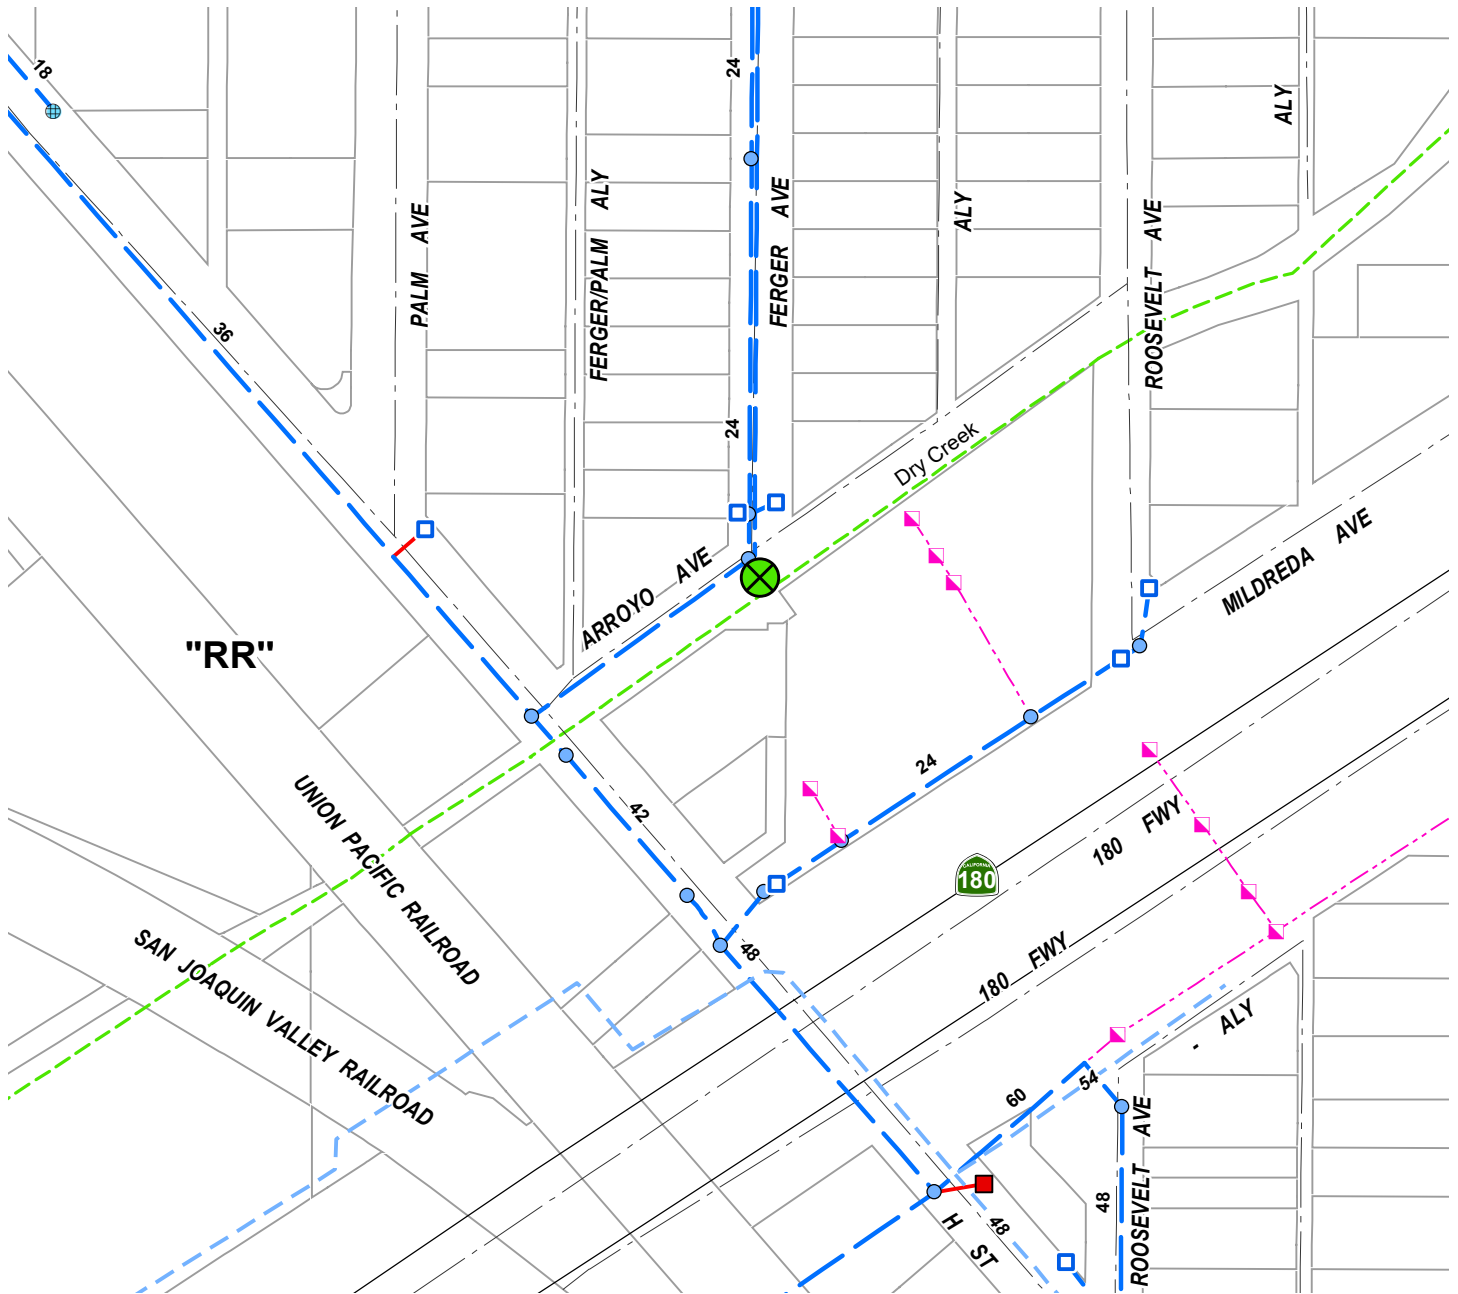 18
24
ALY
PALM AVE
FERGER/PALM ALY
FERGER AVE
ALY
ROOSEVELT AVE
36
24
Dry Creek
ARROYO AVE
MILDREDA AVE
"RR"
24
42
UNION PACIFIC RAILROAD
180 FWY
CALIFORNIA
180
SAN JOAQUIN VALLEY RAILROAD
48
180 FWY
- ALY
54
60
ROOSEVELT AVE
48
48
H ST